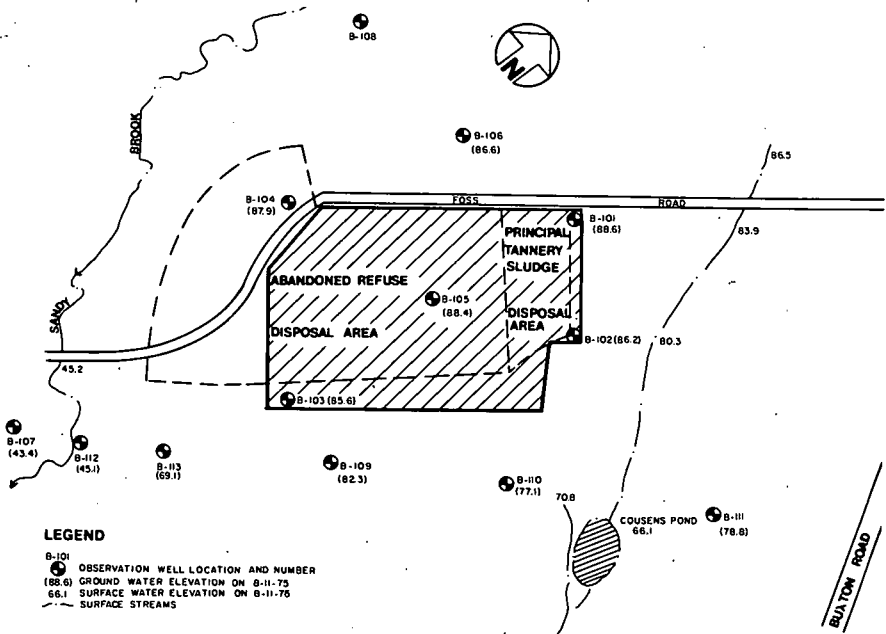 B-108
N
BROOK
B-106
(86.6)
86.5
B-104
(87.9)
FOSS
ROAD
B-101
(88.6)
83.9
PRINCIPAL
TANNERY
SLUDGE
DISPOSAL
AREA
ABANDONED REFUSE
DISPOSAL AREA
B-105
(88.4)
SANDY
B-102(86.2)
80.3
45.2
B-103(85.6)
B-107
(43.4)
B-112
(45.1)
B-113
(69.1)
B-109
(82.3)
B-110
(77.1)
70.8
COUSENS POND
66.1
B-111
(78.8)
BUXTON ROAD
LEGEND
B-101
OBSERVATION WELL LOCATION AND NUMBER
(88.6) GROUND WATER ELEVATION ON 8-11-75
66.1 SURFACE WATER ELEVATION ON 8-11-76
SURFACE STREAMS